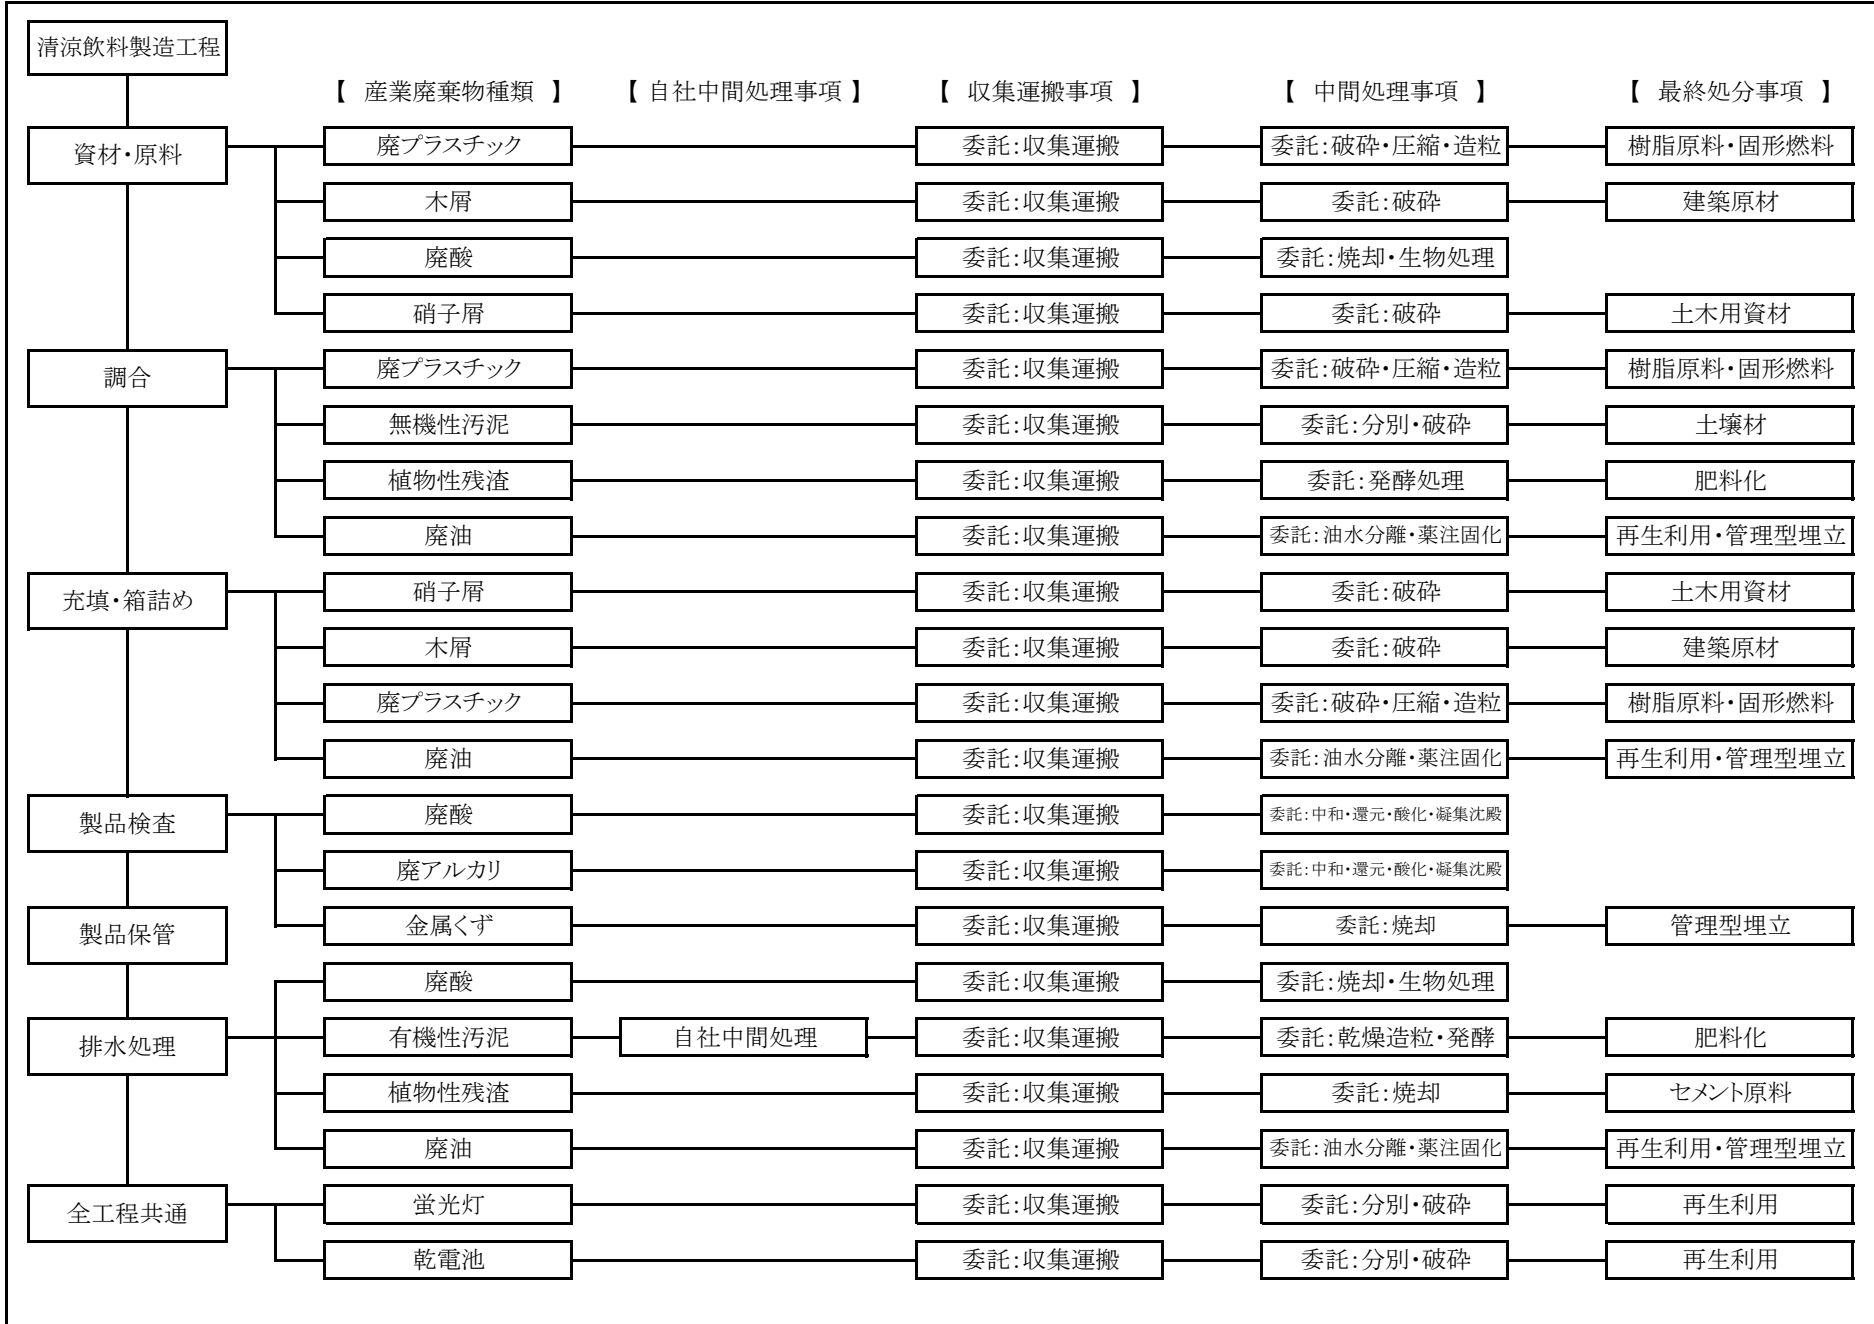 清涼飲料製造工程
【 産業廃棄物種類 】 【 自社中間処理事項 】 【 収集運搬事項 】 【 中間処理事項 】 【 最終処分事項 】
資材・原料 廃プラスチック 委託:収集運搬 委託:破砕・圧縮・造粒 樹脂原料・固形燃料
木屑 委託:収集運搬 委託:破砕 建築原材
廃酸 委託:収集運搬 委託:焼却・生物処理
硝子屑 委託:収集運搬 委託:破砕 土木用資材
調合 廃プラスチック 委託:収集運搬 委託:破砕・圧縮・造粒 樹脂原料・固形燃料
無機性汚泥 委託:収集運搬 委託:分別・破砕 土壌材
植物性残渣 委託:収集運搬 委託:発酵処理 肥料化
廃油 委託:収集運搬 委託:油水分離・薬注固化 再生利用・管理型埋立
充填・箱詰め 硝子屑 委託:収集運搬 委託:破砕 土木用資材
木屑 委託:収集運搬 委託:破砕 建築原材
廃プラスチック 委託:収集運搬 委託:破砕・圧縮・造粒 樹脂原料・固形燃料
廃油 委託:収集運搬 委託:油水分離・薬注固化 再生利用・管理型埋立
製品検査 廃酸 委託:収集運搬 委託:中和・還元・酸化・凝集沈殿
廃アルカリ 委託:収集運搬 委託:中和・還元・酸化・凝集沈殿
製品保管 金属くず 委託:収集運搬 委託:焼却 管理型埋立
廃酸 委託:収集運搬 委託:焼却・生物処理
排水処理 有機性汚泥 自社中間処理 委託:収集運搬 委託:乾燥造粒・発酵 肥料化
植物性残渣 委託:収集運搬 委託:焼却 セメント原料
廃油 委託:収集運搬 委託:油水分離・薬注固化 再生利用・管理型埋立
全工程共通 蛍光灯 委託:収集運搬 委託:分別・破砕 再生利用
乾電池 委託:収集運搬 委託:分別・破砕 再生利用